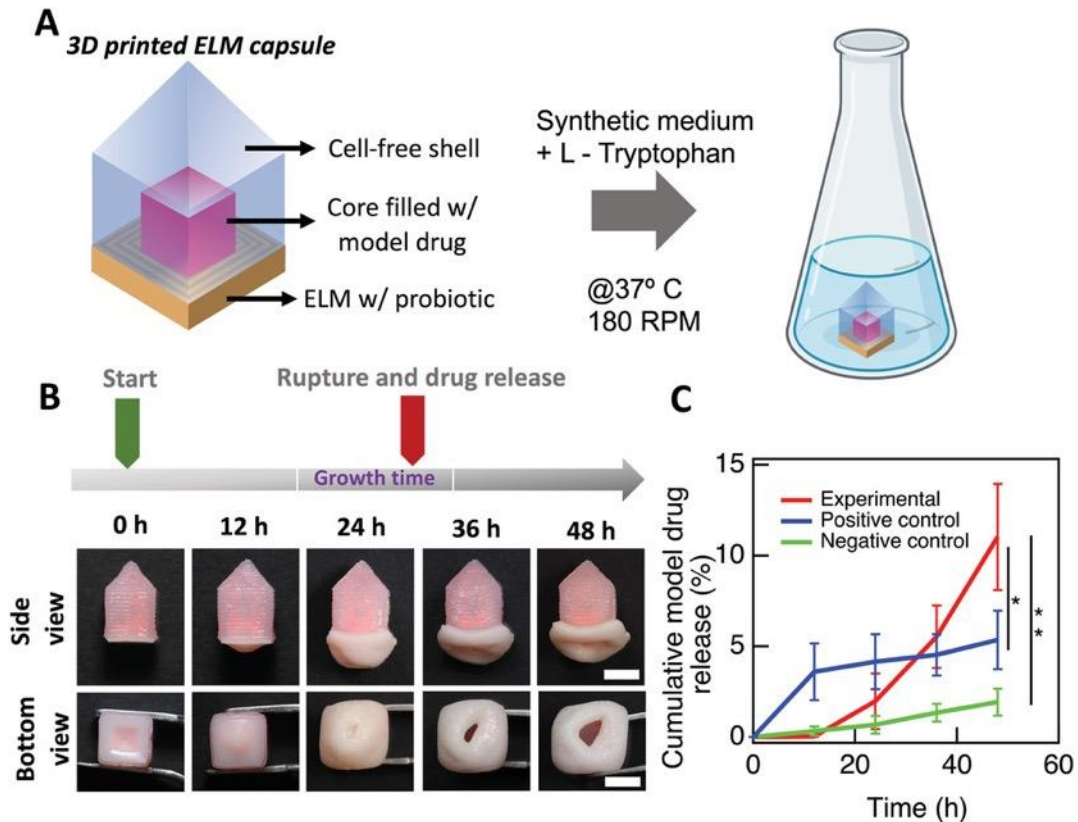 A
3D printed ELM capsule
Cell-free shell
Core filled w/
model drug
ELM w/ probiotic
Synthetic medium
+ L - Tryptophan
@37º C
180 RPM
B
Start
Rupture and drug release
Growth time
0 h
12 h
24 h
36 h
48 h
Side
view
Bottom
view
C
15
10
5
0
Cumulative model drug
release (%)
Experimental
Positive control
Negative control
*
**
0
20
40
60
Time (h)